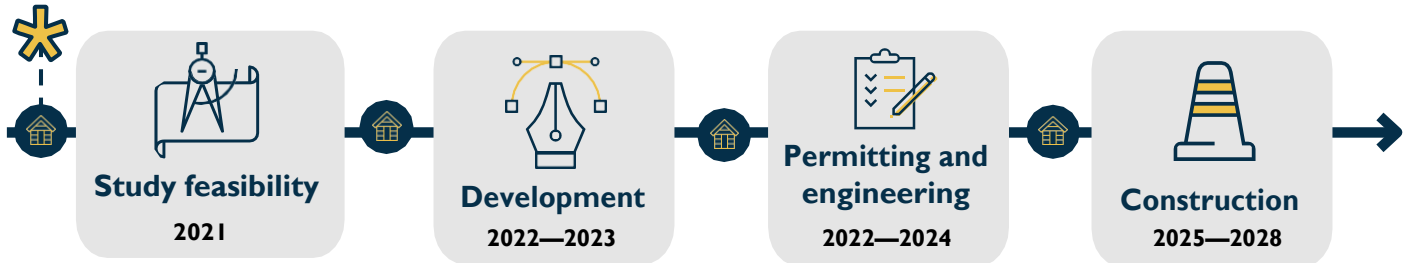 Study feasibility
2021
Development
2022—2023
Permitting and
engineering
2022—2024
Construction
2025—2028